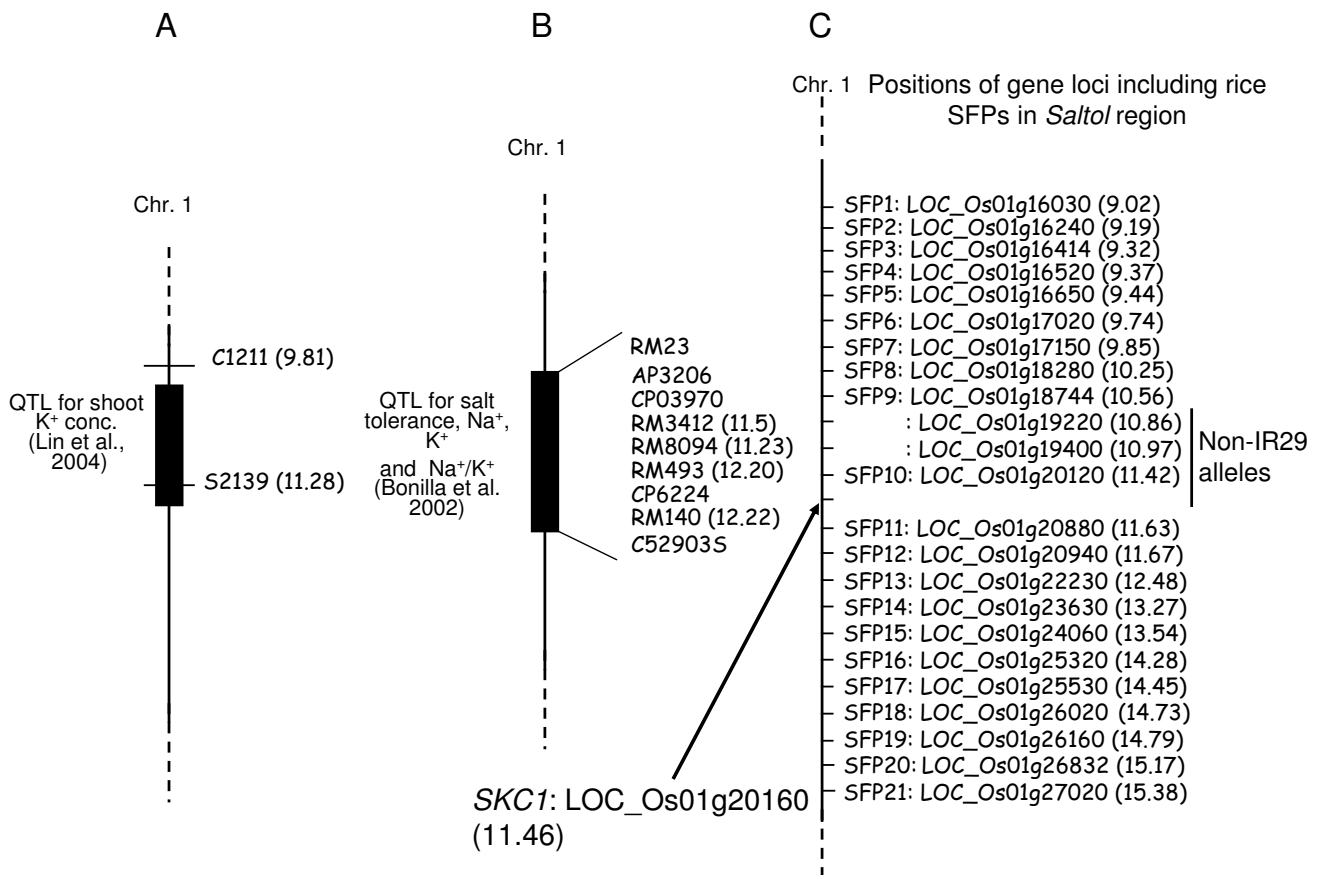 A
B
C
Chr. 1
QTL for shoot
K⁺ conc.
(Lin et al.,
2004)
C1211 (9.81)
S2139 (11.28)
Chr. 1
QTL for salt
tolerance, Na⁺,
K⁺
and Na⁺/K⁺
(Bonilla et al.
2002)
RM23
AP3206
CP03970
RM3412 (11.5)
RM8094 (11.23)
RM493 (12.20)
CP6224
RM140 (12.22)
C52903S
Chr. 1
Positions of gene loci including rice
SFPs in Saltol region
SFP1: LOC_Os01g16030 (9.02)
SFP2: LOC_Os01g16240 (9.19)
SFP3: LOC_Os01g16414 (9.32)
SFP4: LOC_Os01g16520 (9.37)
SFP5: LOC_Os01g16650 (9.44)
SFP6: LOC_Os01g17020 (9.74)
SFP7: LOC_Os01g17150 (9.85)
SFP8: LOC_Os01g18280 (10.25)
SFP9: LOC_Os01g18744 (10.56)
: LOC_Os01g19220 (10.86)
: LOC_Os01g19400 (10.97)
SFP10: LOC_Os01g20120 (11.42)
Non-IR29
alleles
SFP11: LOC_Os01g20880 (11.63)
SFP12: LOC_Os01g20940 (11.67)
SFP13: LOC_Os01g22230 (12.48)
SFP14: LOC_Os01g23630 (13.27)
SFP15: LOC_Os01g24060 (13.54)
SFP16: LOC_Os01g25320 (14.28)
SFP17: LOC_Os01g25530 (14.45)
SFP18: LOC_Os01g26020 (14.73)
SFP19: LOC_Os01g26160 (14.79)
SFP20: LOC_Os01g26832 (15.17)
SFP21: LOC_Os01g27020 (15.38)
SKC1: LOC_Os01g20160
(11.46)